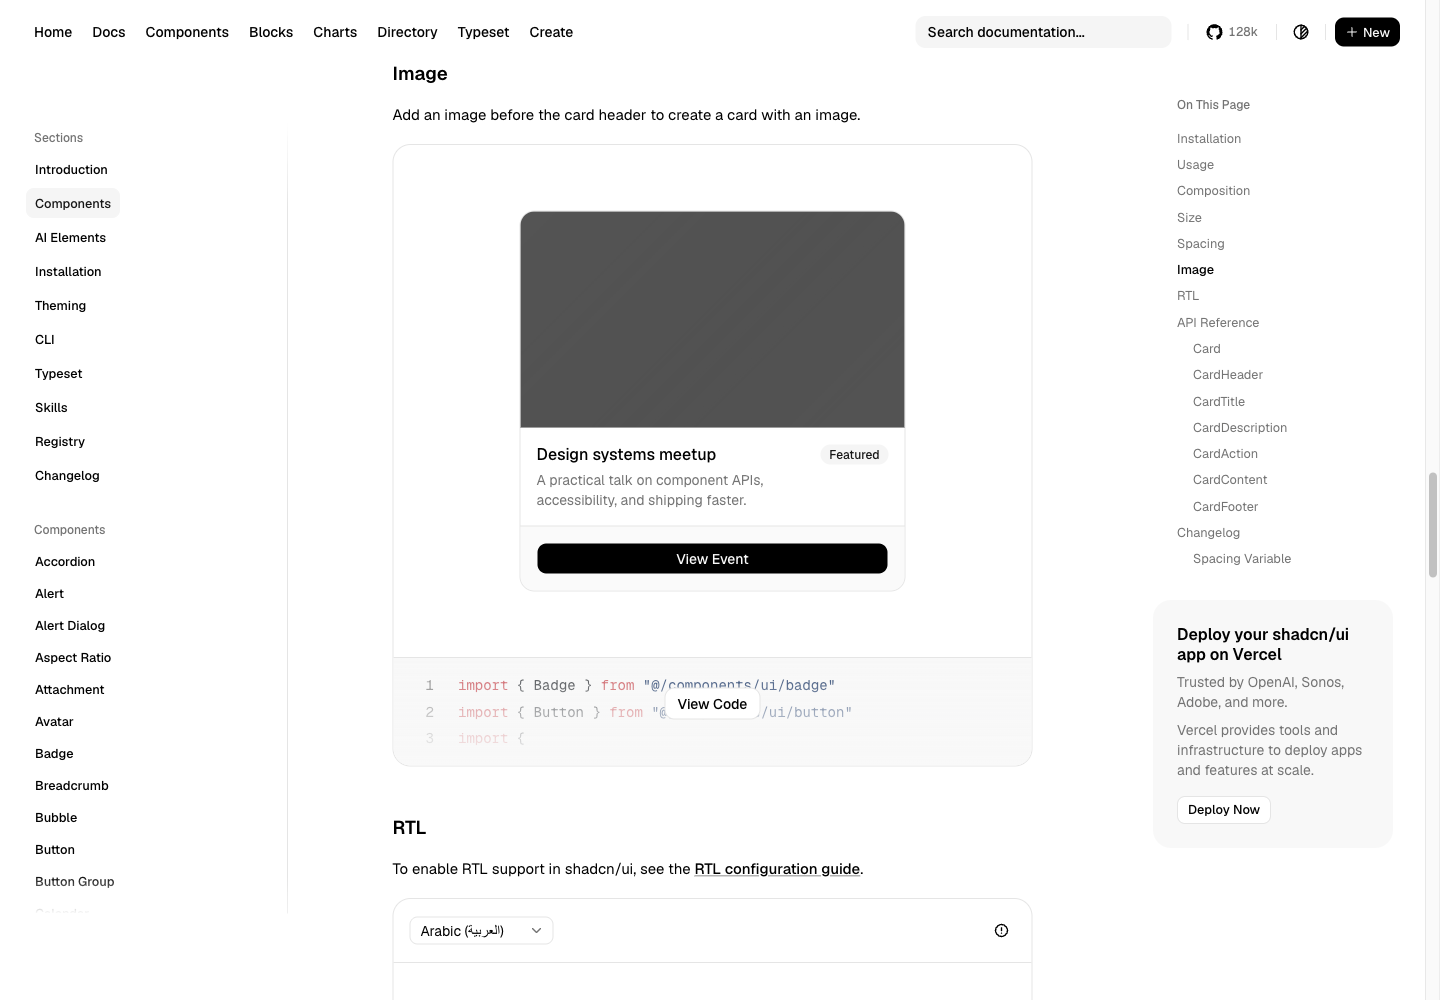 Home Docs Components Blocks Charts Directory Typeset Create
Search documentation...
128k
New
Sections
Introduction
Components
AI Elements
Installation
Theming
CLI
Typeset
Skills
Registry
Changelog
Components
Accordion
Alert
Alert Dialog
Aspect Ratio
Attachment
Avatar
Badge
Breadcrumb
Bubble
Button
Button Group
Calendar
Image
Add an image before the card header to create a card with an image.
Design systems meetup
Featured
A practical talk on component APIs,
accessibility, and shipping faster.
View Event
1 import { Badge } from "@/components/ui/badge"
2 import { Button } from "@ /ui/button"
3 import {
View Code
RTL
To enable RTL support in shadcn/ui, see the RTL configuration guide.
Arabic (العربية)
On This Page
Installation
Usage
Composition
Size
Spacing
Image
RTL
API Reference
Card
CardHeader
CardTitle
CardDescription
CardAction
CardContent
CardFooter
Changelog
Spacing Variable
Deploy your shadcn/ui
app on Vercel
Trusted by OpenAI, Sonos,
Adobe, and more.
Vercel provides tools and
infrastructure to deploy apps
and features at scale.
Deploy Now